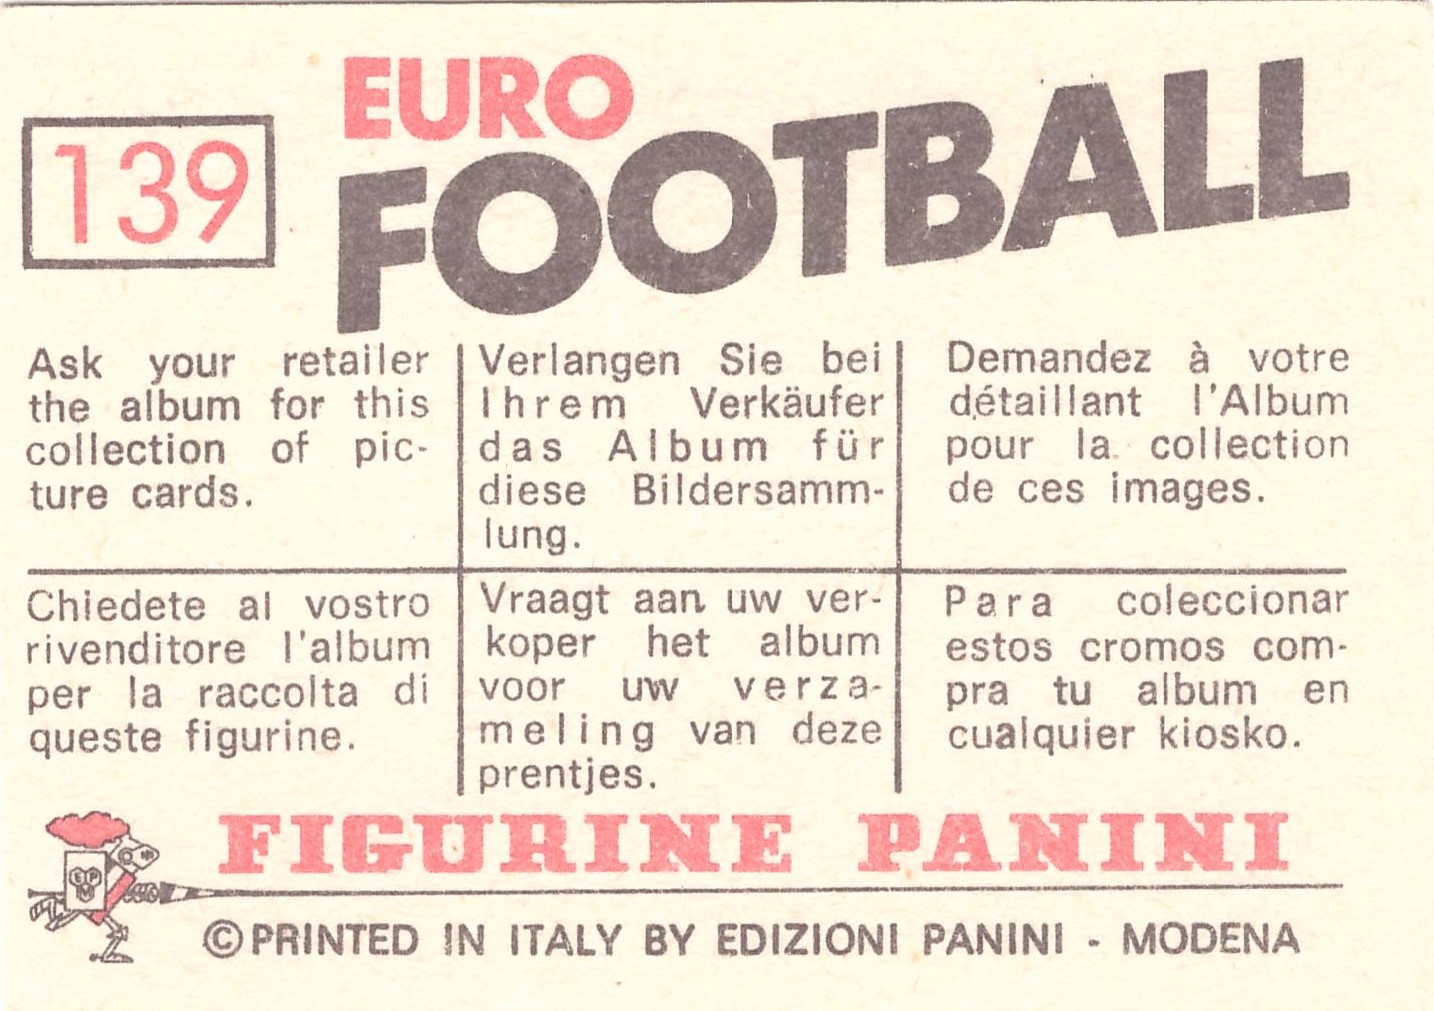 139
EURO
FOOTBALL
Ask your retailer
the album for this
collection of pic-
ture cards.
Verlangen Sie bei
Ihrem Verkäufer
das Album für
diese Bildersamm-
lung.
Demandez à votre
détaillant l'Album
pour la collection
de ces images.
Chiedete al vostro
rivenditore l'album
per la raccolta di
queste figurine.
Vraagt aan uw ver-
koper het album
voor uw verza-
meling van deze
prentjes.
Para coleccionar
estos cromos com-
pra tu album en
cualquier kiosko.
EPM
FIGURINE PANINI
©PRINTED IN ITALY BY EDIZIONI PANINI - MODENA